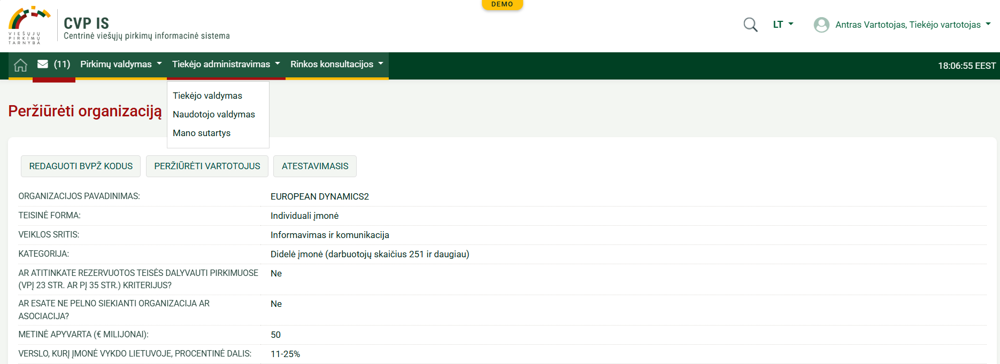 DEMO
VIEŠŲJŲ
PIRKIMŲ
TARNYBA
CVP IS
Centrinė viešųjų pirkimų informacinė sistema
LT
Antras Vartotojas, Tiekėjo vartotojas
(11) Pirkimų valdymas Tiekėjo administravimas Rinkos konsultacijos
18:06:55 EEST
Tiekėjo valdymas
Naudotojo valdymas
Mano sutartys
Peržiūrėti organizaciją
REDAGUOTI BVPŽ KODUS PERŽIŪRĖTI VARTOTOJUS ATESTAVIMASIS
ORGANIZACIJOS PAVADINIMAS: EUROPEAN DYNAMICS2
TEISINĖ FORMA: Individuali įmonė
VEIKLOS SRITIS: Informavimas ir komunikacija
KATEGORIJA: Didelė įmonė (darbuotojų skaičius 251 ir daugiau)
AR ATITINKATE REZERVUOTOS TEISĖS DALYVAUTI PIRKIMUOSE Ne
(VPĮ 23 STR. AR PĮ 35 STR.) KRITERIJUS?
AR ESATE NE PELNO SIEKIANTI ORGANIZACIJA AR Ne
ASOCIACIJA?
METINĖ APYVARTA (€ MILIJONAI): 50
VERSLO, KURĮ ĮMONĖ VYKDO LIETUVOJE, PROCENTINĖ DALIS: 11-25%